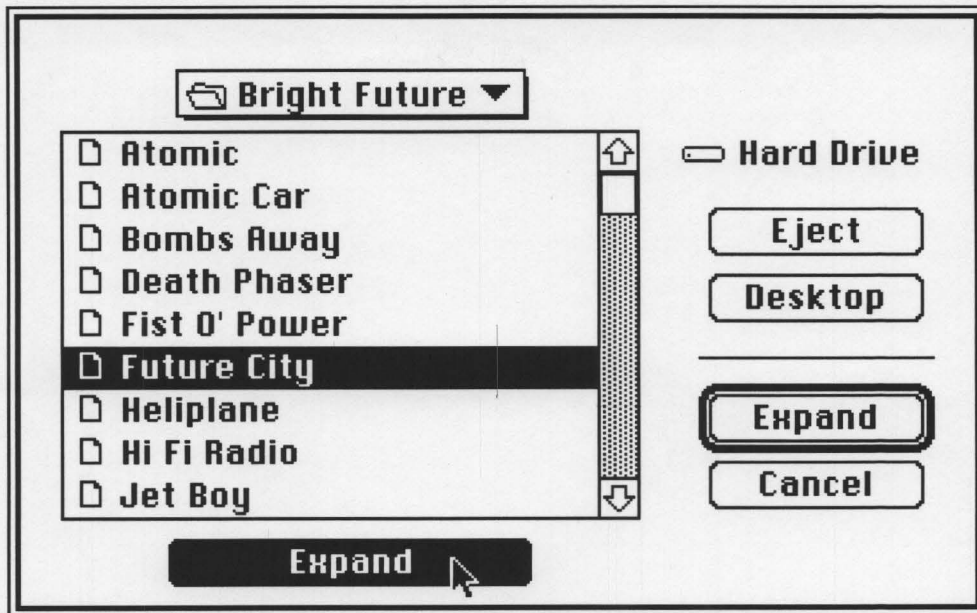 Bright Future
Atomic
Atomic Car
Bombs Away
Death Phaser
Fist O' Power
Future City
Heliplane
Hi Fi Radio
Jet Boy
Expand
Hard Drive
Eject
Desktop
Expand
Cancel